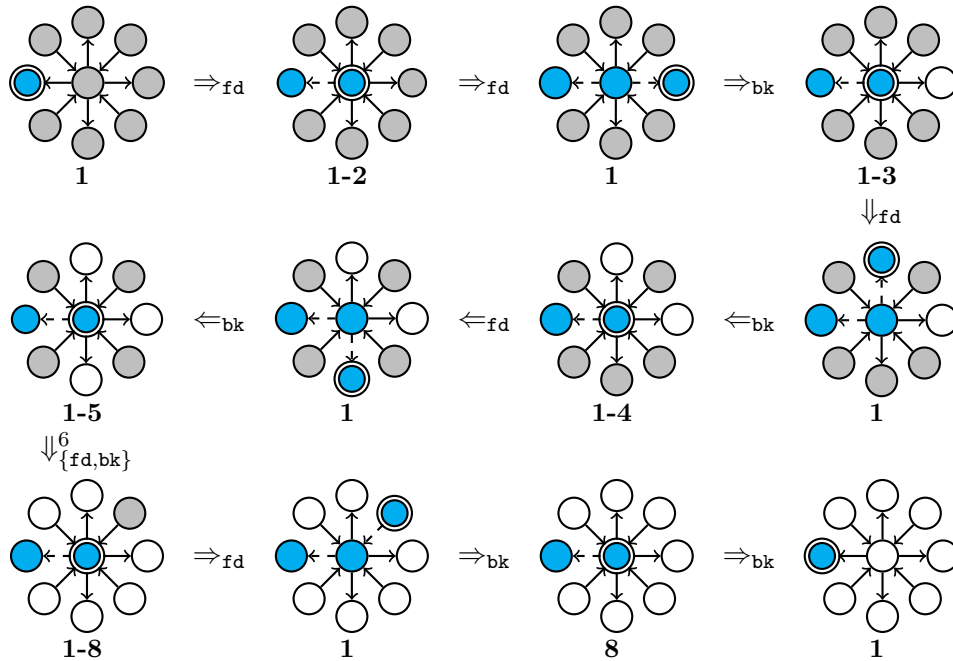 ⇒fd ⇒fd ⇒bk
1 1-2 1 1-3
⇓fd
⇐bk ⇐fd ⇐bk
1-5 1 1-4 1
⇓6{fd,bk}
⇒fd ⇒bk ⇒bk
1-8 1 8 1